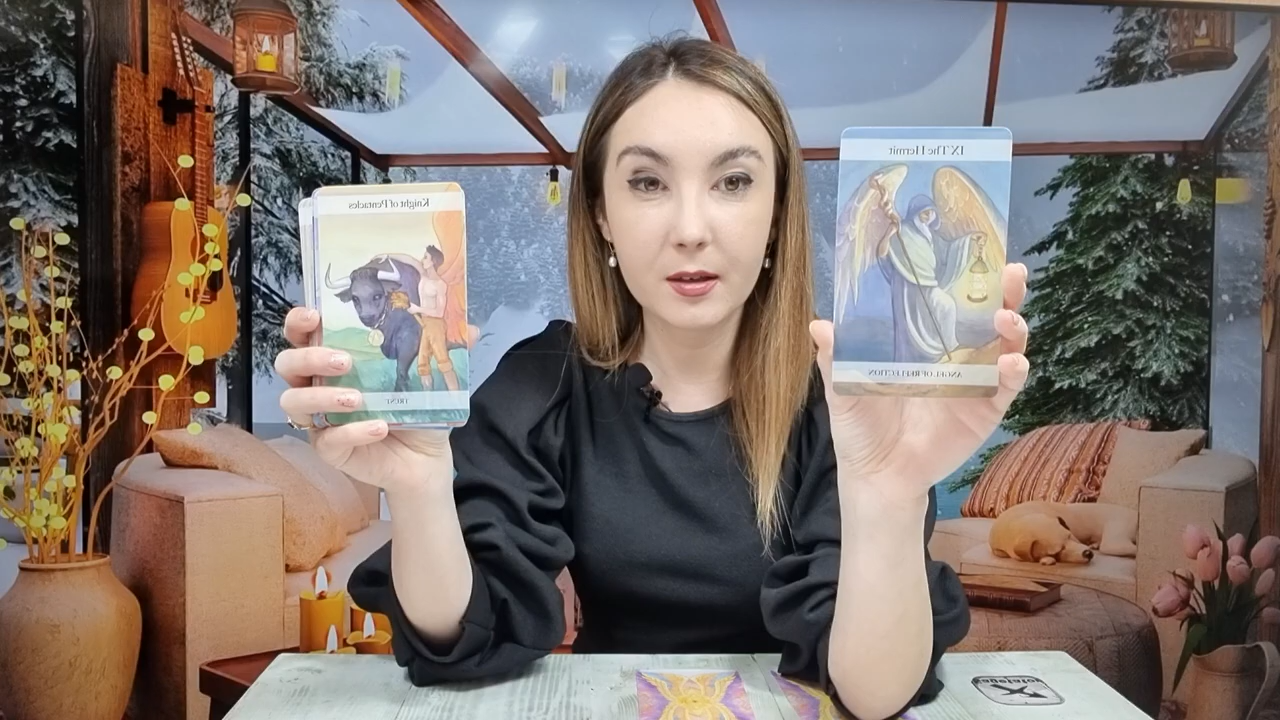 Knight of Pentacles
TRUST
IX The Hermit
ANGEL OF REFLECTION